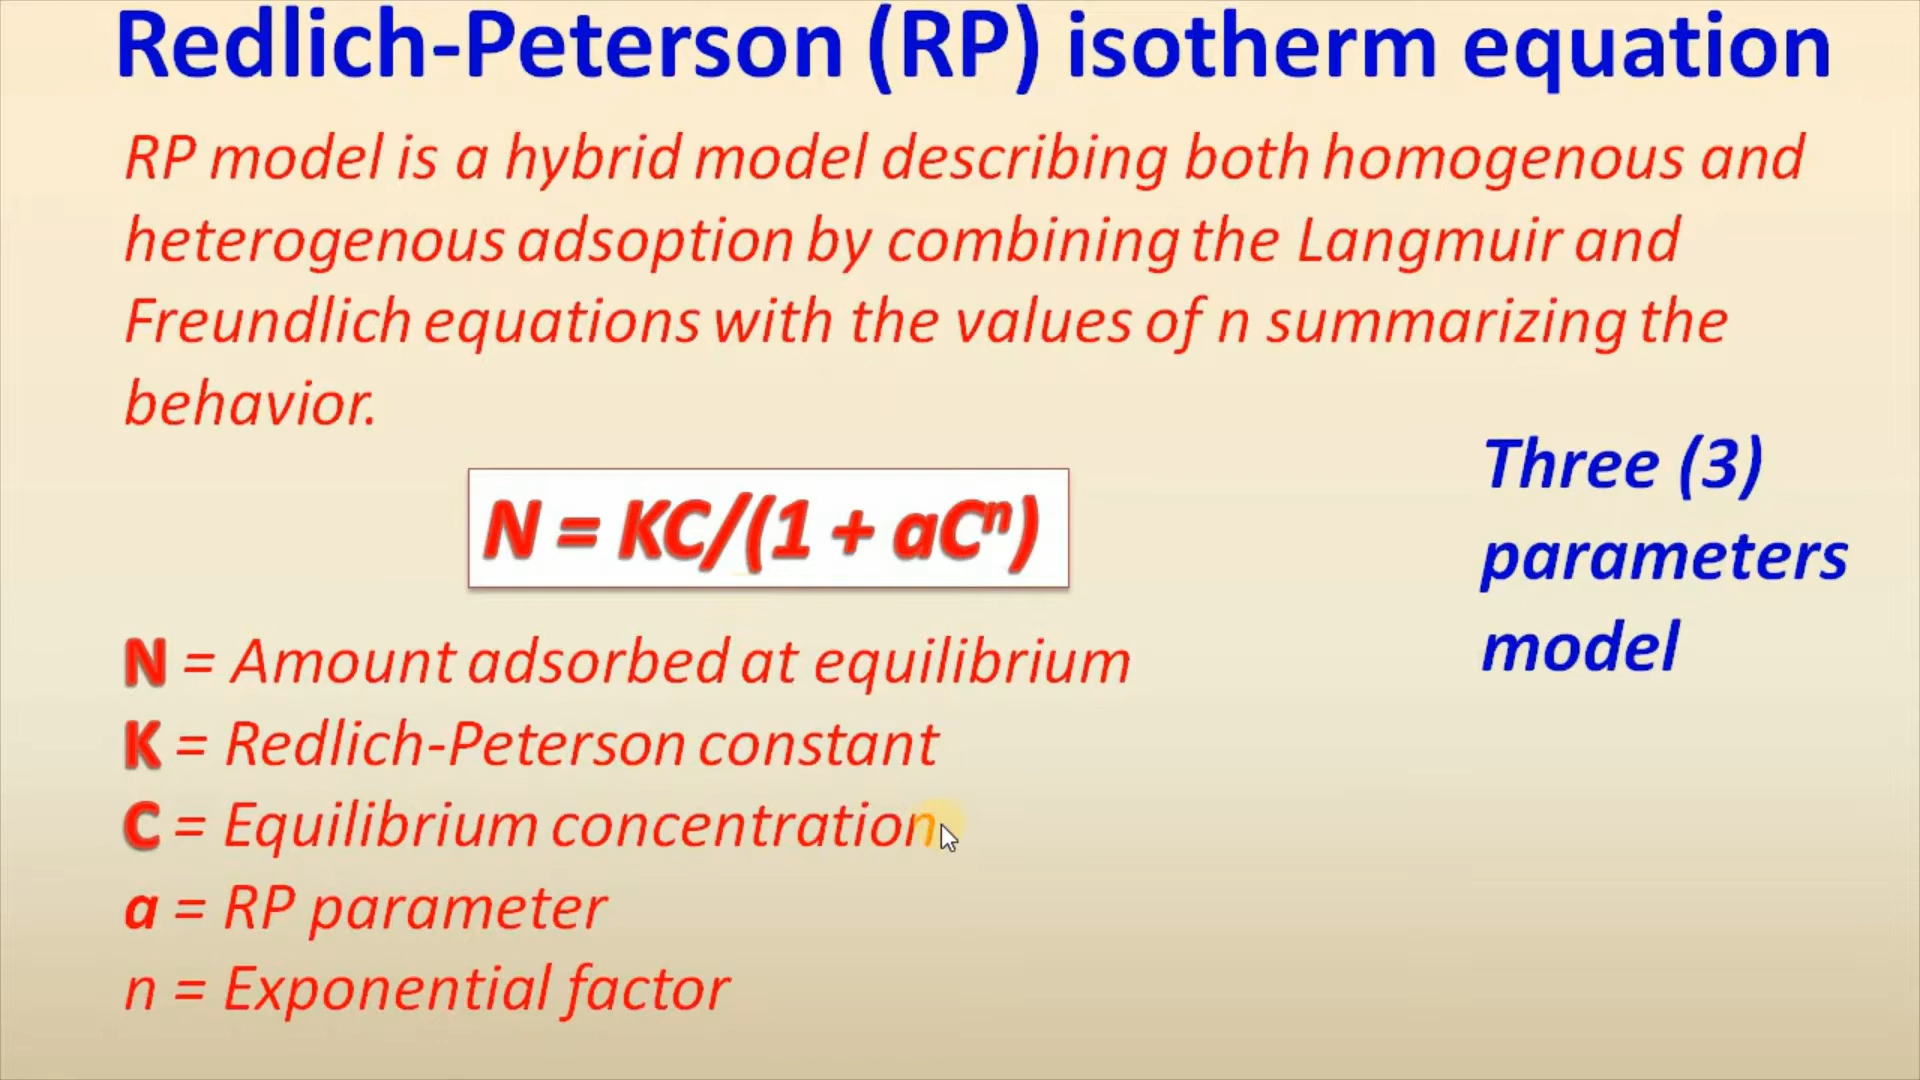 Redlich-Peterson (RP) isotherm equation
RP model is a hybrid model describing both homogenous and
heterogenous adsoption by combining the Langmuir and
Freundlich equations with the values of n summarizing the
behavior.
Three (3)
parameters
model
N = KC/(1 + aCⁿ)
N = Amount adsorbed at equilibrium
K = Redlich-Peterson constant
C = Equilibrium concentration
a = RP parameter
n = Exponential factor